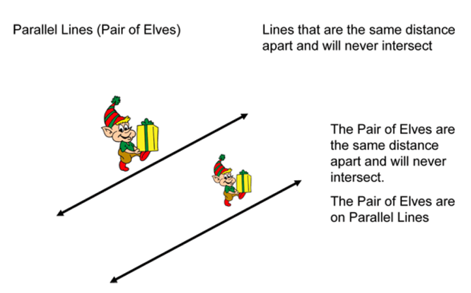 Parallel Lines (Pair of Elves)
Lines that are the same distance
apart and will never intersect
The Pair of Elves are
the same distance
apart and will never
intersect.
The Pair of Elves are
on Parallel Lines